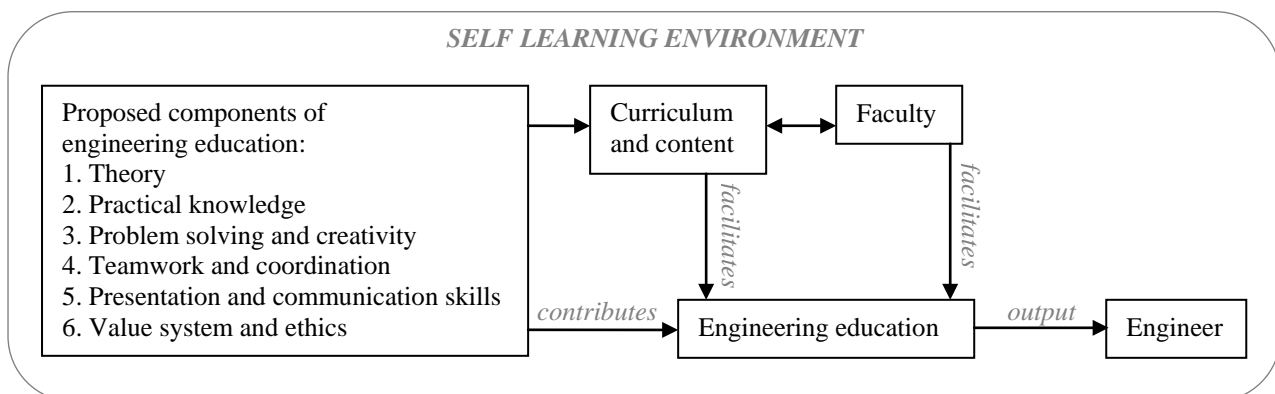 SELF LEARNING ENVIRONMENT
Proposed components of
engineering education:
1. Theory
2. Practical knowledge
3. Problem solving and creativity
4. Teamwork and coordination
5. Presentation and communication skills
6. Value system and ethics
Curriculum
and content
Faculty
facilitates
facilitates
contributes
Engineering education
output
Engineer